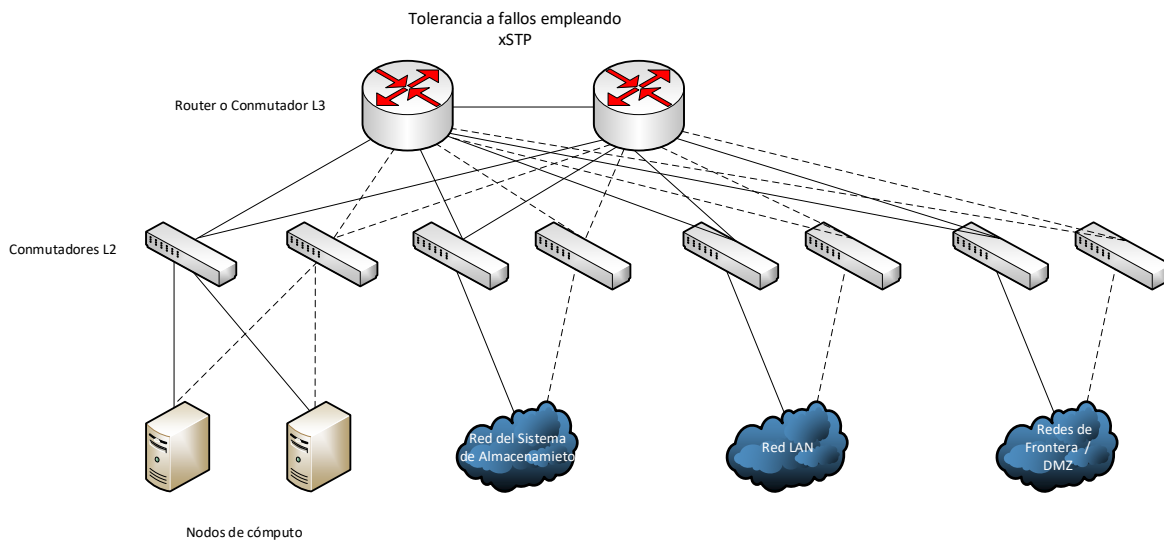 Tolerancia a fallos empleando
xSTP
Router o Conmutador L3
Conmutadores L2
Red del Sistema
de Almacenamieto
Red LAN
Redes de
Frontera /
DMZ
Nodos de cómputo